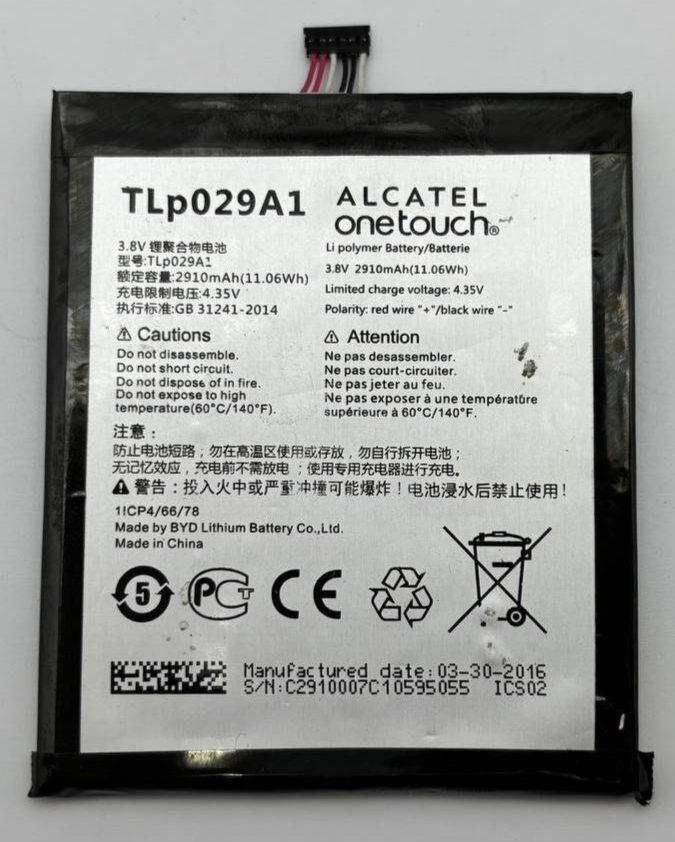 TLp029A1
ALCATEL
onetouch®
3.8V 锂聚合物电池
型号:TLp029A1
额定容量:2910mAh(11.06Wh)
充电限制电压:4.35V
执行标准:GB 31241-2014
Li polymer Battery/Batterie
3.8V 2910mAh(11.06Wh)
Limited charge voltage: 4.35V
Polarity: red wire "+"/black wire "-"
Cautions
Do not disassemble.
Do not short circuit.
Do not dispose of in fire.
Do not expose to high
temperature(60°C/140°F).
Attention
Ne pas desassembler.
Ne pas court-circuiter.
Ne pas jeter au feu.
Ne pas exposer à une température
supérieure à 60°C/140°F.
注意：
防止电池短路；勿在高温区使用或存放，勿自行拆开电池；
无记忆效应，充电前不需放电；使用专用充电器进行充电。
警告：投入火中或严重冲撞可能爆炸！电池浸水后禁止使用！
1ICP4/66/78
Made by BYD Lithium Battery Co.,Ltd.
Made in China
5
PCT
CE
Manufactured date:03-30-2016
S/N:C2910007C10595055 ICS02